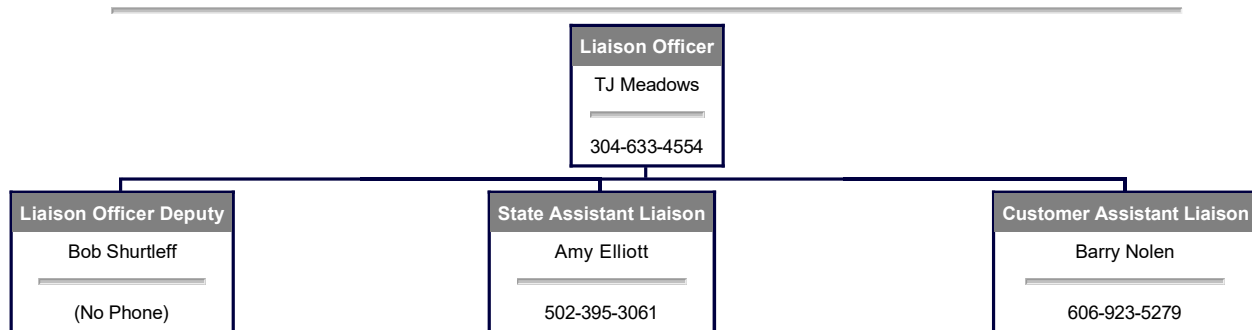 Liaison Officer
TJ Meadows
304-633-4554
Liaison Officer Deputy
Bob Shurtleff
(No Phone)
State Assistant Liaison
Amy Elliott
502-395-3061
Customer Assistant Liaison
Barry Nolen
606-923-5279